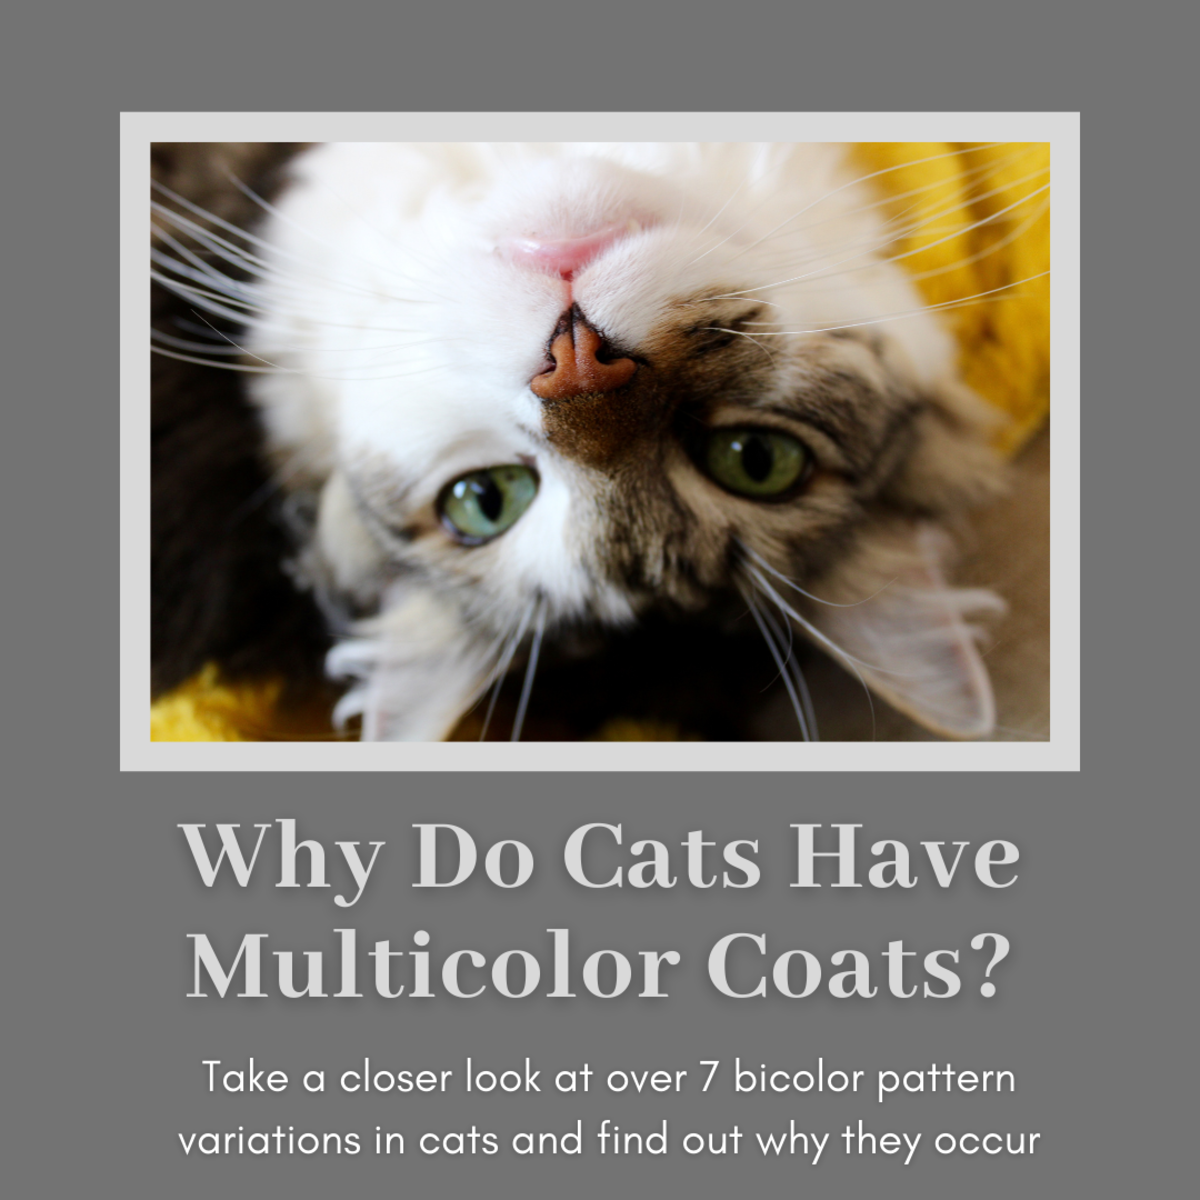 Why Do Cats Have
Multicolor Coats?
Take a closer look at over 7 bicolor pattern
variations in cats and find out why they occur